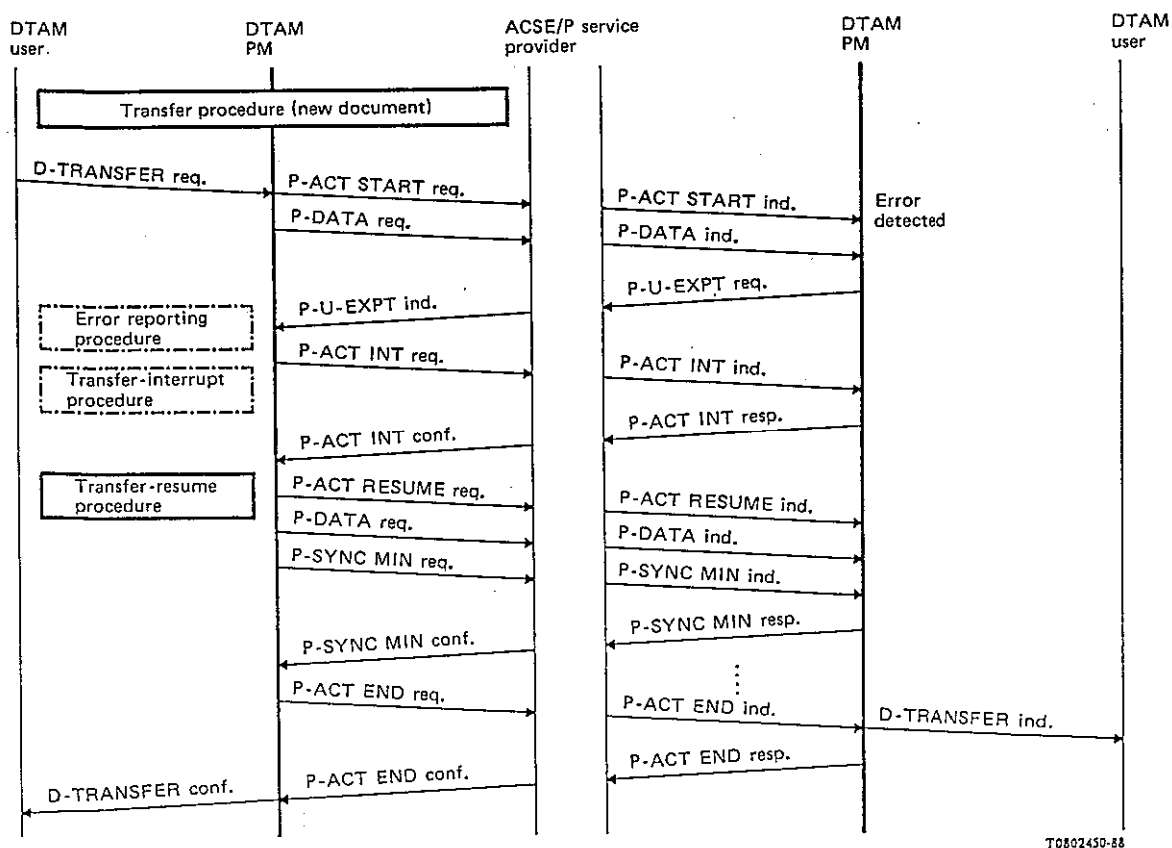 DTAM
user.
DTAM
PM
ACSE/P service
provider
DTAM
PM
DTAM
user
Transfer procedure (new document)
D-TRANSFER req.
P-ACT START req.
P-ACT START ind.
Error
detected
P-DATA req.
P-DATA ind.
P-U-EXPT req.
P-U-EXPT ind.
Error reporting
procedure
P-ACT INT req.
P-ACT INT ind.
Transfer-interrupt
procedure
P-ACT INT resp.
P-ACT INT conf.
Transfer-resume
procedure
P-ACT RESUME req.
P-ACT RESUME ind.
P-DATA req.
P-DATA ind.
P-SYNC MIN req.
P-SYNC MIN ind.
P-SYNC MIN resp.
P-SYNC MIN conf.
P-ACT END req.
P-ACT END ind.
D-TRANSFER ind.
P-ACT END resp.
P-ACT END conf.
D-TRANSFER conf.
T0802450-88